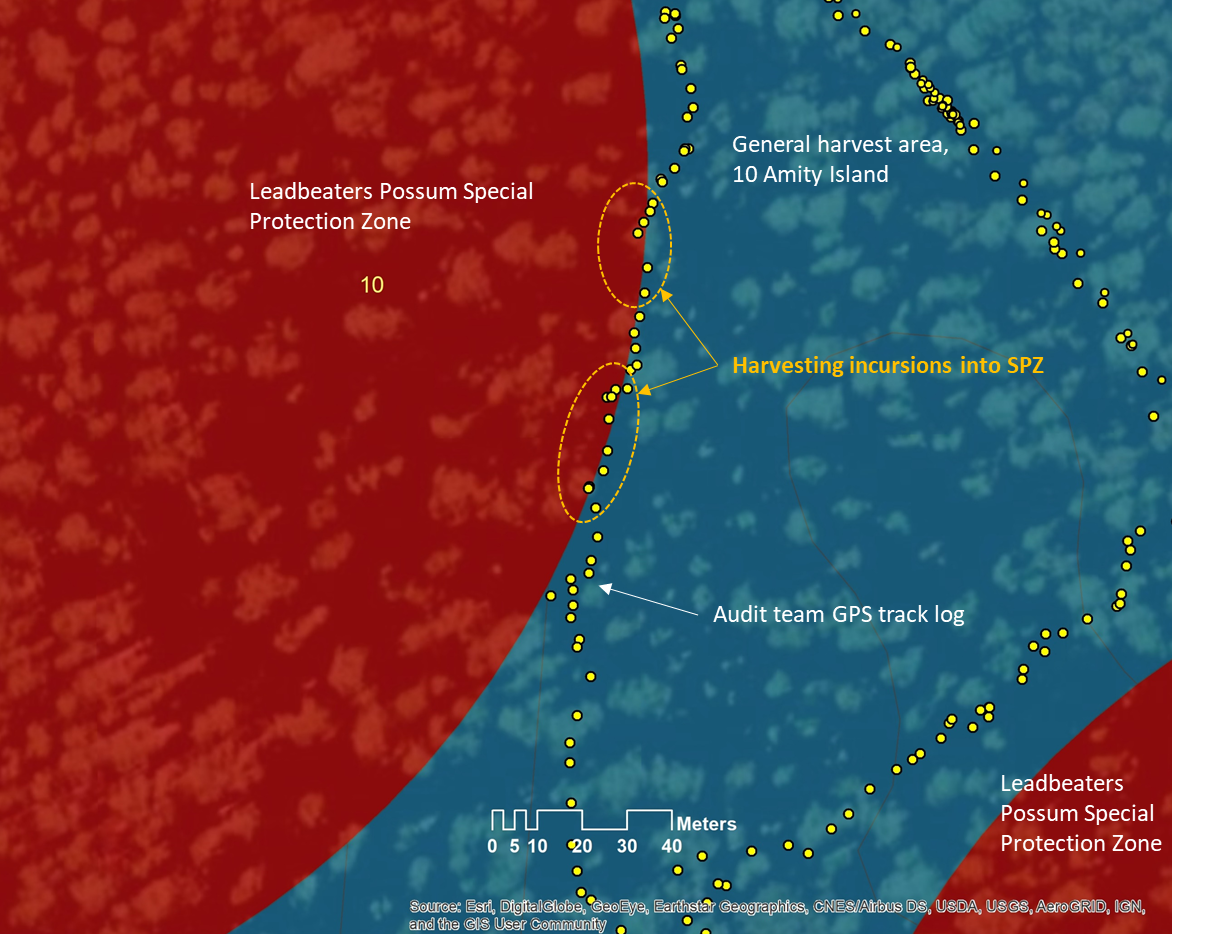 General harvest area,
10 Amity Island
Leadbeaters Possum Special
Protection Zone
10
Harvesting incursions into SPZ
Audit team GPS track log
Leadbeaters
Possum Special
Protection Zone
Meters
0 5 10 20 30 40
Source: Esri, DigitalGlobe, GeoEye, Earthstar Geographics, CNES/Airbus DS, USDA, USGS, AeroGRID, IGN,
and the GIS User Community